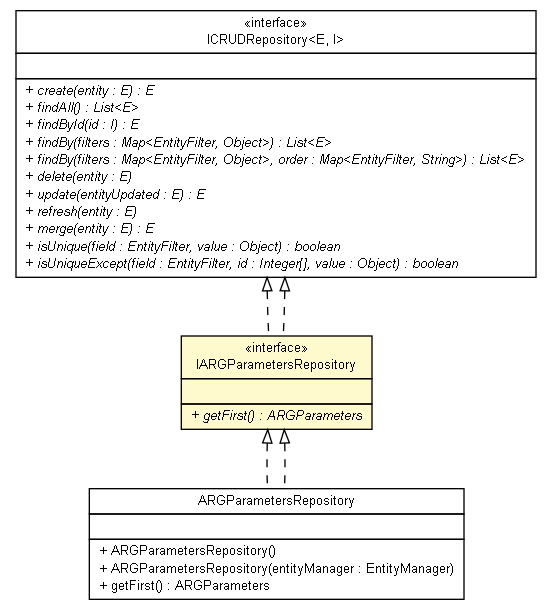 «interface»
ICRUDRepository<E, I>
+ create(entity : E) : E
+ findAll() : List<E>
+ findById(id : I) : E
+ findBy(filters : Map<EntityFilter, Object>) : List<E>
+ findBy(filters : Map<EntityFilter, Object>, order : Map<EntityFilter, String>) : List<E>
+ delete(entity : E)
+ update(entityUpdated : E) : E
+ refresh(entity : E)
+ merge(entity : E) : E
+ isUnique(field : EntityFilter, value : Object) : boolean
+ isUniqueExcept(field : EntityFilter, id : Integer[], value : Object) : boolean
«interface»
IARGParametersRepository
+ getFirst() : ARGParameters
ARGParametersRepository
+ ARGParametersRepository()
+ ARGParametersRepository(entityManager : EntityManager)
+ getFirst() : ARGParameters